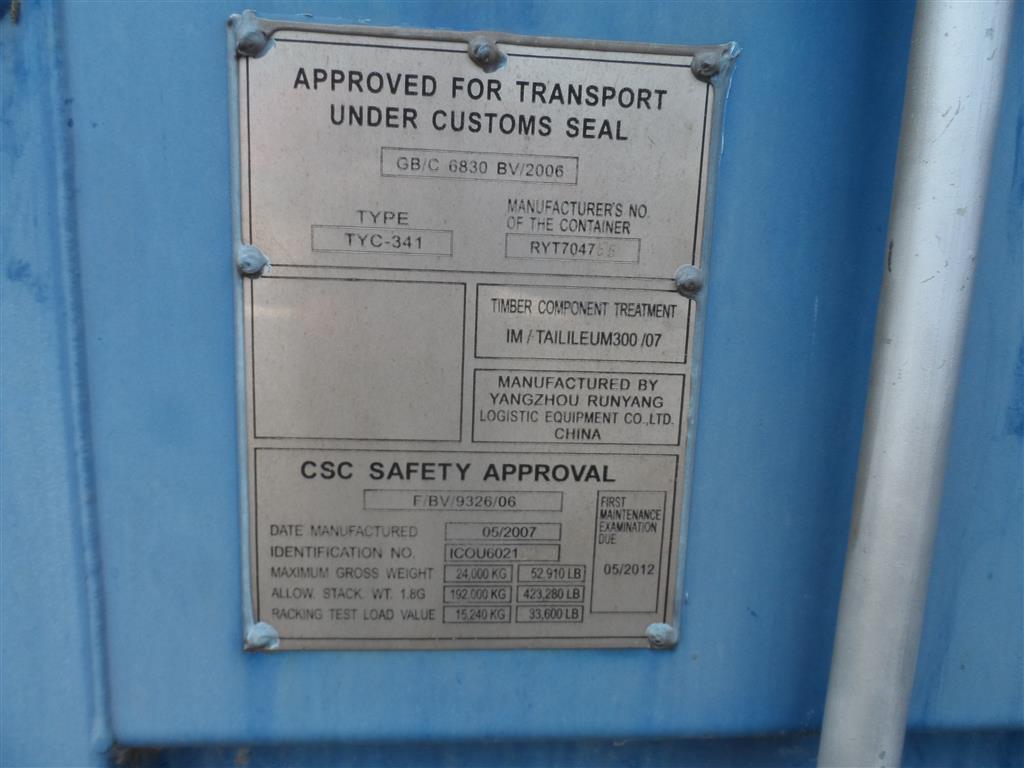 APPROVED FOR TRANSPORT
UNDER CUSTOMS SEAL
GB/C 6830 BV/2006
TYPE
TYC-341
MANUFACTURER'S NO.
OF THE CONTAINER
RYT7047
TIMBER COMPONENT TREATMENT
IM / TAILILEUM300 /07
MANUFACTURED BY
YANGZHOU RUNYANG
LOGISTIC EQUIPMENT CO.,LTD.
CHINA
CSC SAFETY APPROVAL
F/BV/9326/06
DATE MANUFACTURED 05/2007
IDENTIFICATION NO. ICOU6021
MAXIMUM GROSS WEIGHT 24,000 KG 52,910 LB
ALLOW. STACK. WT. 1.8G 192,000 KG 423,280 LB
RACKING TEST LOAD VALUE 15,240 KG 33,600 LB
FIRST
MAINTENANCE
EXAMINATION
DUE
05/2012